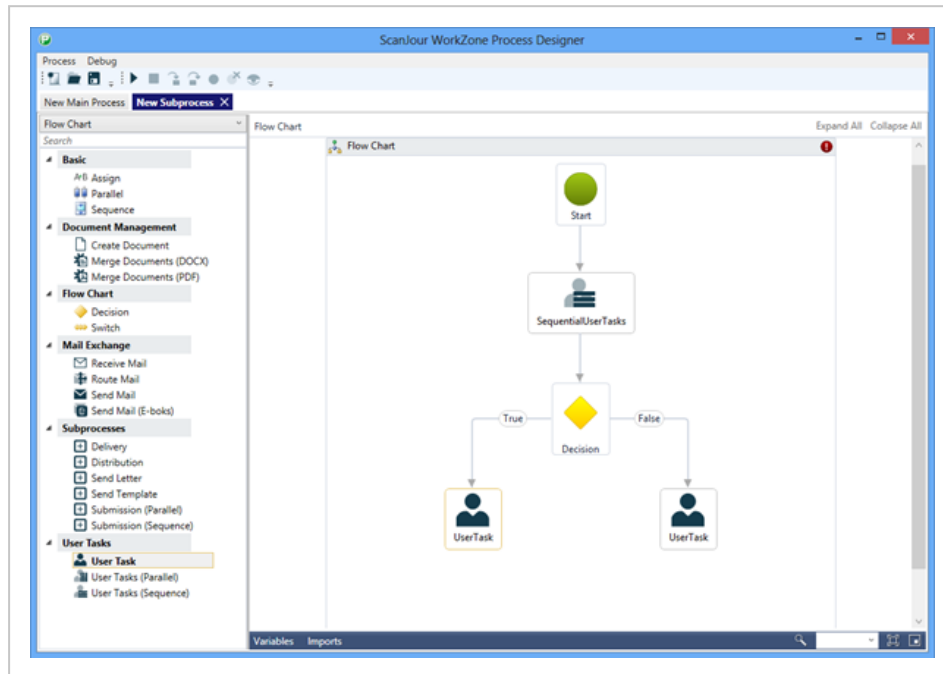 ScanJour WorkZone Process Designer
Process Debug
New Main Process New Subprocess
Flow Chart
Search
Basic
A+B Assign
Parallel
Sequence
Document Management
Create Document
Merge Documents (DOCX)
Merge Documents (PDF)
Flow Chart
Decision
Switch
Mail Exchange
Receive Mail
Route Mail
Send Mail
Send Mail (E-boks)
Subprocesses
Delivery
Distribution
Send Letter
Send Template
Submission (Parallel)
Submission (Sequence)
User Tasks
User Task
User Tasks (Parallel)
User Tasks (Sequence)
Flow Chart Expand All Collapse All
Flow Chart
Start
SequentialUserTasks
True False
Decision
UserTask UserTask
Variables Imports